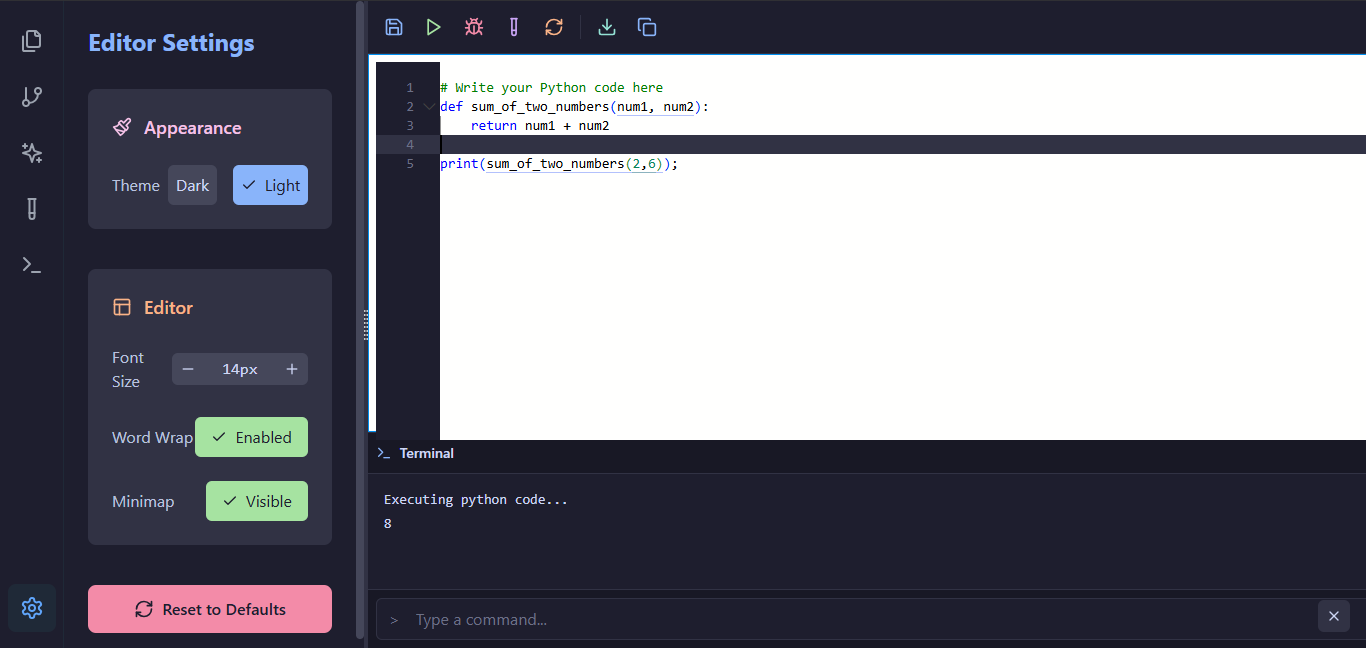 Editor Settings
Appearance
Theme Dark Light
Editor
Font
Size
14px
Word Wrap Enabled
Minimap Visible
Reset to Defaults
1 # Write your Python code here
2 def sum_of_two_numbers(num1, num2):
3     return num1 + num2
4
5 print(sum_of_two_numbers(2,6));
Terminal
Executing python code...
8
> Type a command...